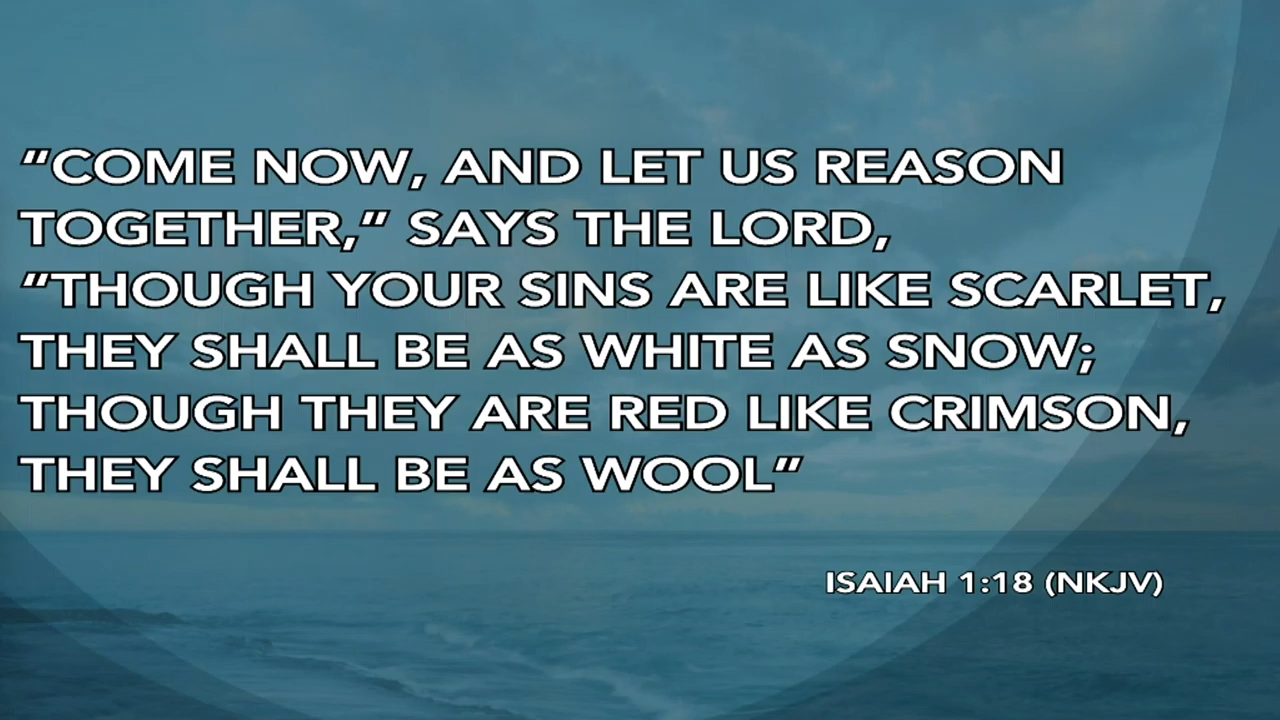 “COME NOW, AND LET US REASON
TOGETHER,” SAYS THE LORD,
“THOUGH YOUR SINS ARE LIKE SCARLET,
THEY SHALL BE AS WHITE AS SNOW;
THOUGH THEY ARE RED LIKE CRIMSON,
THEY SHALL BE AS WOOL”
ISAIAH 1:18 (NKJV)